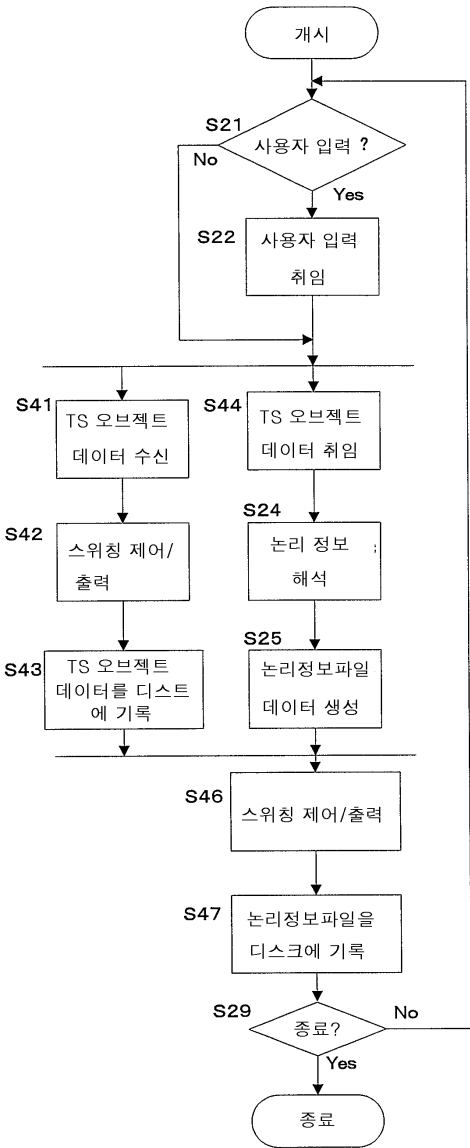 개시
S21
사용자 입력 ?
No
Yes
S22
사용자 입력
취임
S41
TS 오브젝트
데이터 수신
S44
TS 오브젝트
데이터 취임
S42
스위칭 제어/
출력
S24
논리 정보 ;
해석
S43
TS 오브젝트
데이터를 디스트
에 기록
S25
논리정보파일
데이터 생성
S46
스위칭 제어/출력
S47
논리정보파일을
디스크에 기록
S29
종료?
No
Yes
종료